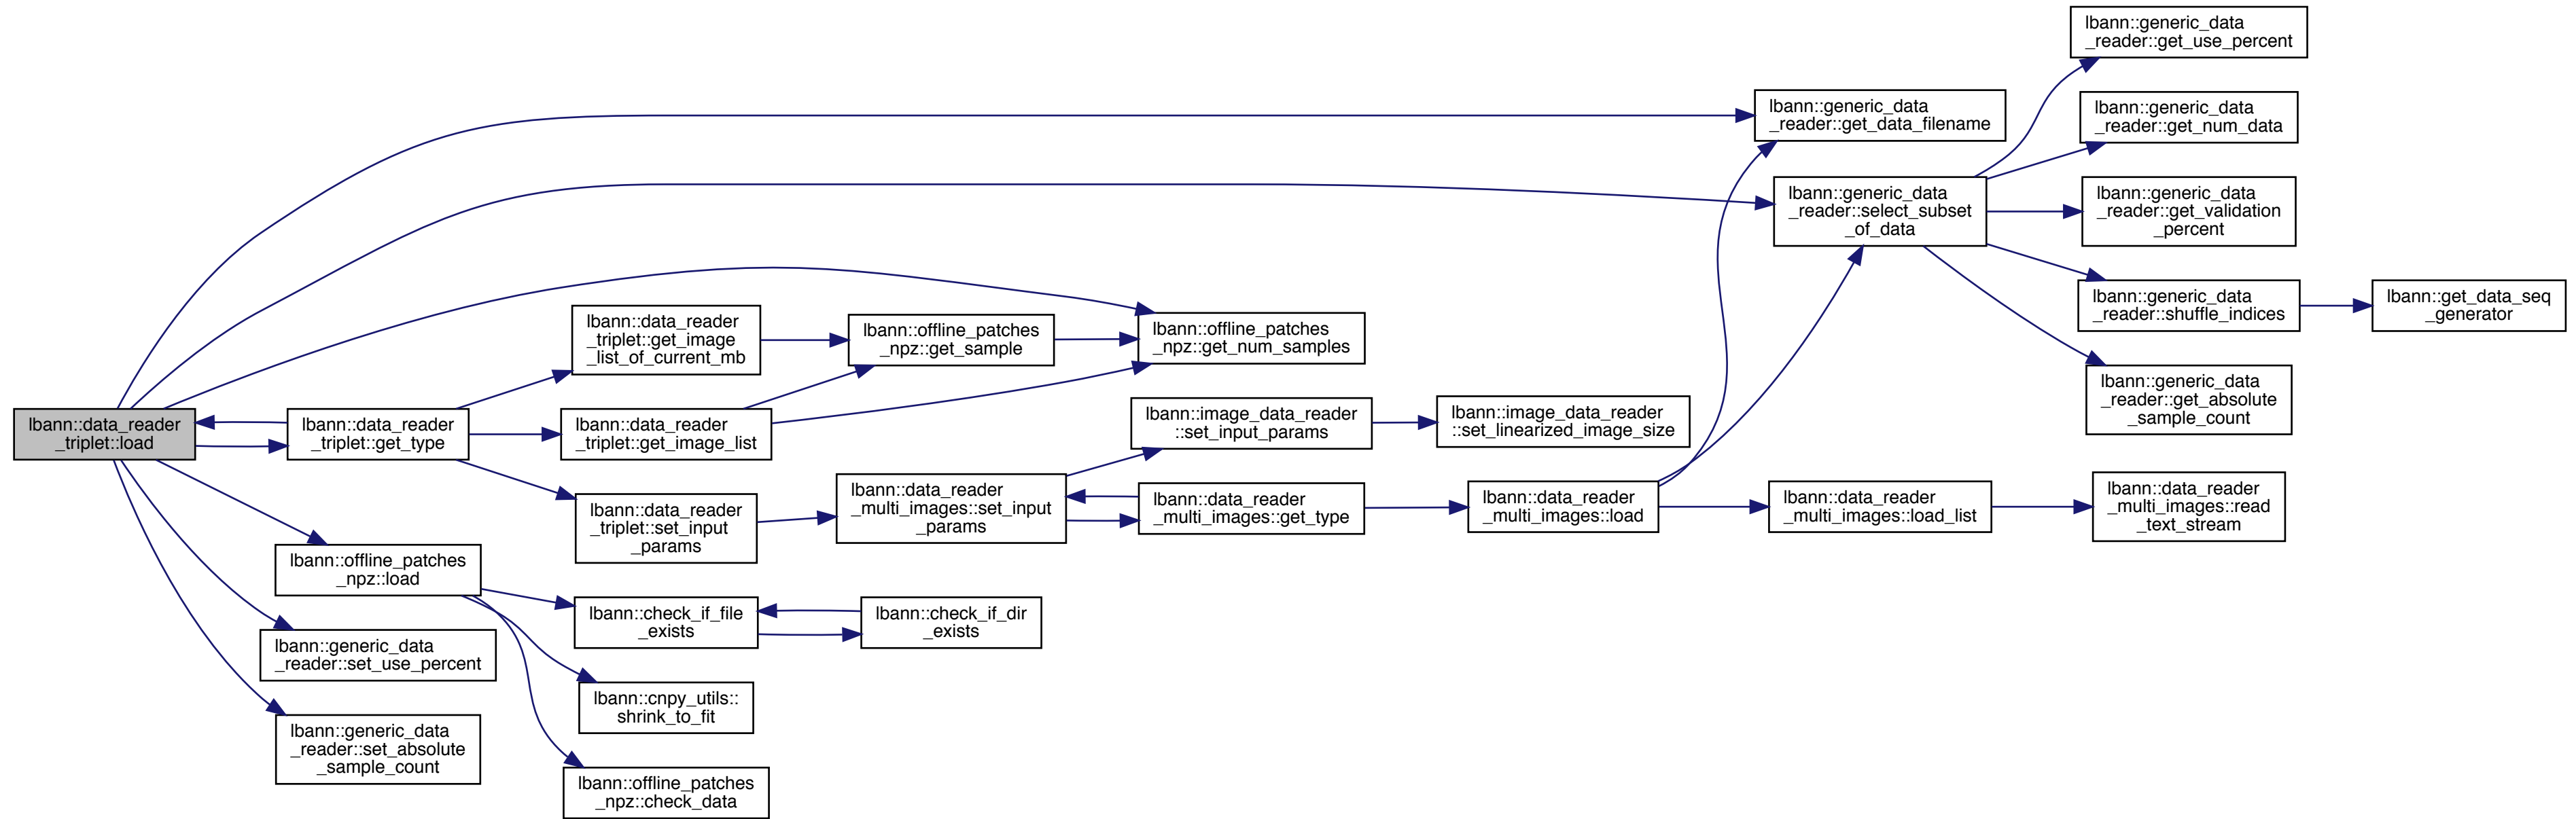 lbann::data_reader
_triplet::load
lbann::data_reader
_triplet::get_type
lbann::offline_patches
_npz::load
lbann::generic_data
_reader::set_use_percent
lbann::generic_data
_reader::set_absolute
_sample_count
lbann::data_reader
_triplet::get_image
_list_of_current_mb
lbann::data_reader
_triplet::get_image_list
lbann::data_reader
_triplet::set_input
_params
lbann::check_if_file
_exists
lbann::cnpy_utils::
shrink_to_fit
lbann::offline_patches
_npz::check_data
lbann::offline_patches
_npz::get_sample
lbann::data_reader
_multi_images::set_input
_params
lbann::check_if_dir
_exists
lbann::offline_patches
_npz::get_num_samples
lbann::image_data_reader
::set_input_params
lbann::data_reader
_multi_images::get_type
lbann::image_data_reader
::set_linearized_image_size
lbann::data_reader
_multi_images::load
lbann::generic_data
_reader::get_data_filename
lbann::generic_data
_reader::select_subset
_of_data
lbann::data_reader
_multi_images::load_list
lbann::generic_data
_reader::get_use_percent
lbann::generic_data
_reader::get_num_data
lbann::generic_data
_reader::get_validation
_percent
lbann::generic_data
_reader::shuffle_indices
lbann::generic_data
_reader::get_absolute
_sample_count
lbann::data_reader
_multi_images::read
_text_stream
lbann::get_data_seq
_generator